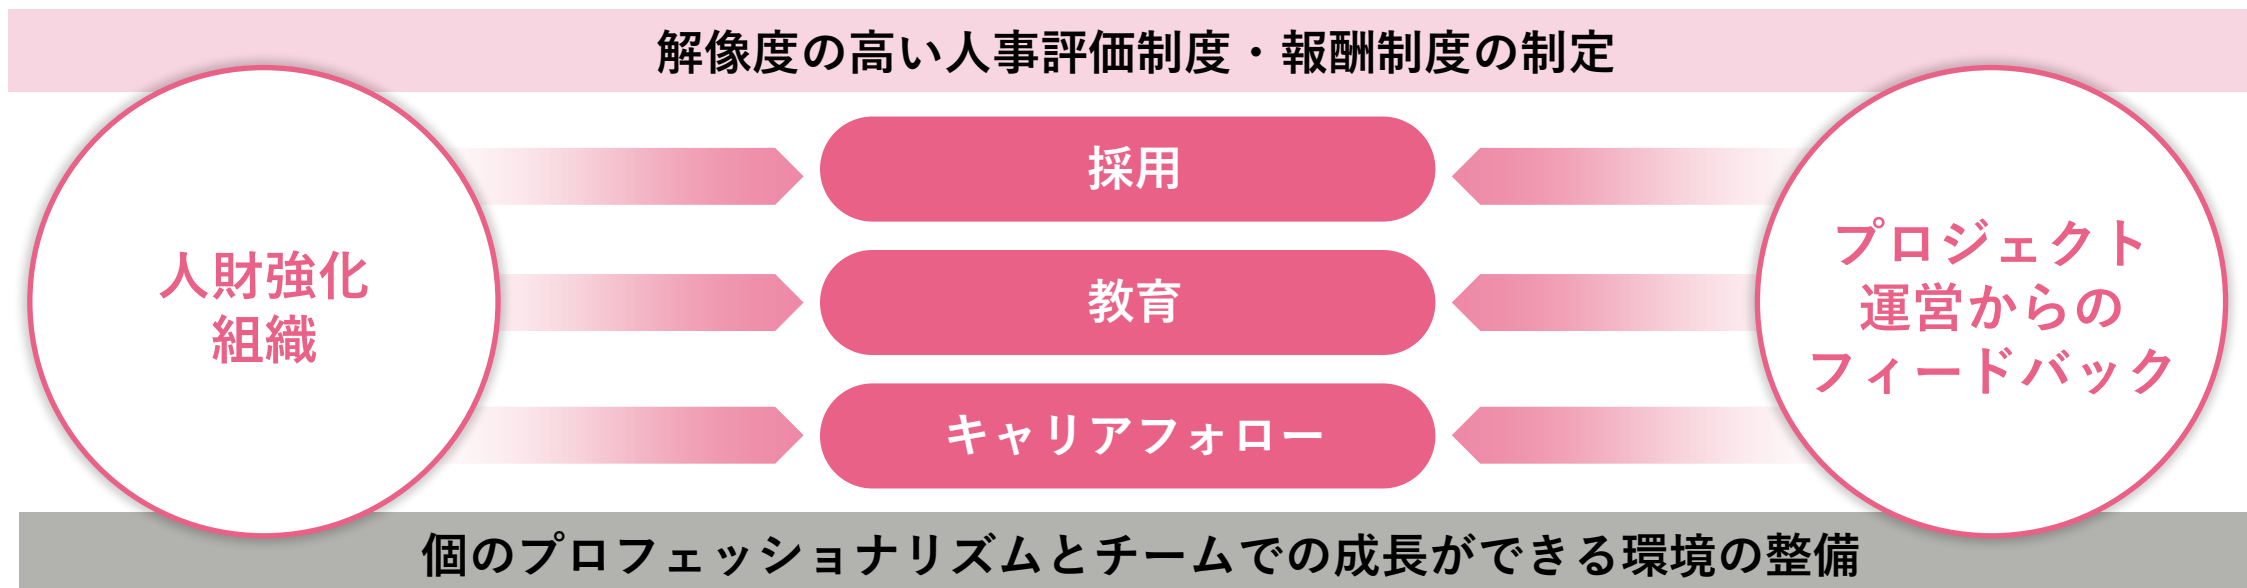 解像度の高い人事評価制度・報酬制度の制定
人財強化
組織
採用
教育
キャリアフォロー
プロジェクト
運営からの
フィードバック
個のプロフェッショナリズムとチームでの成長ができる環境の整備